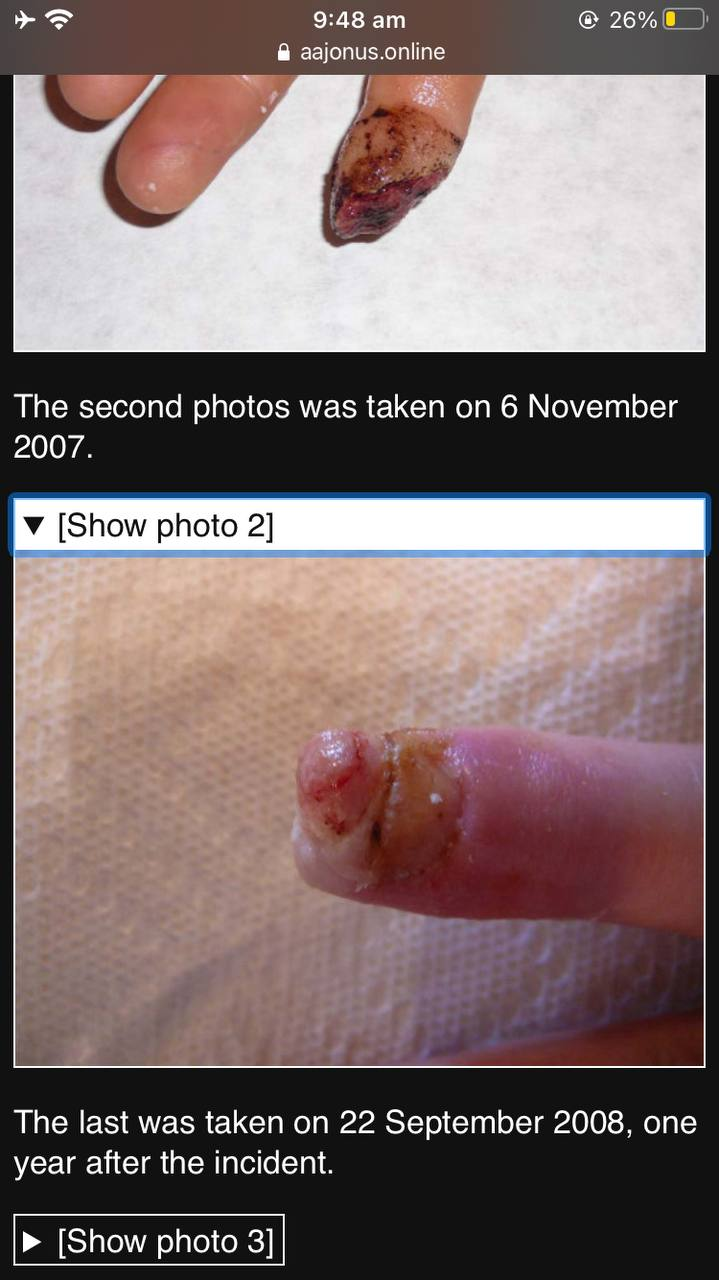 9:48 am
26%
aajonus.online
The second photos was taken on 6 November
2007.
▼ [Show photo 2]
The last was taken on 22 September 2008, one
year after the incident.
▶ [Show photo 3]